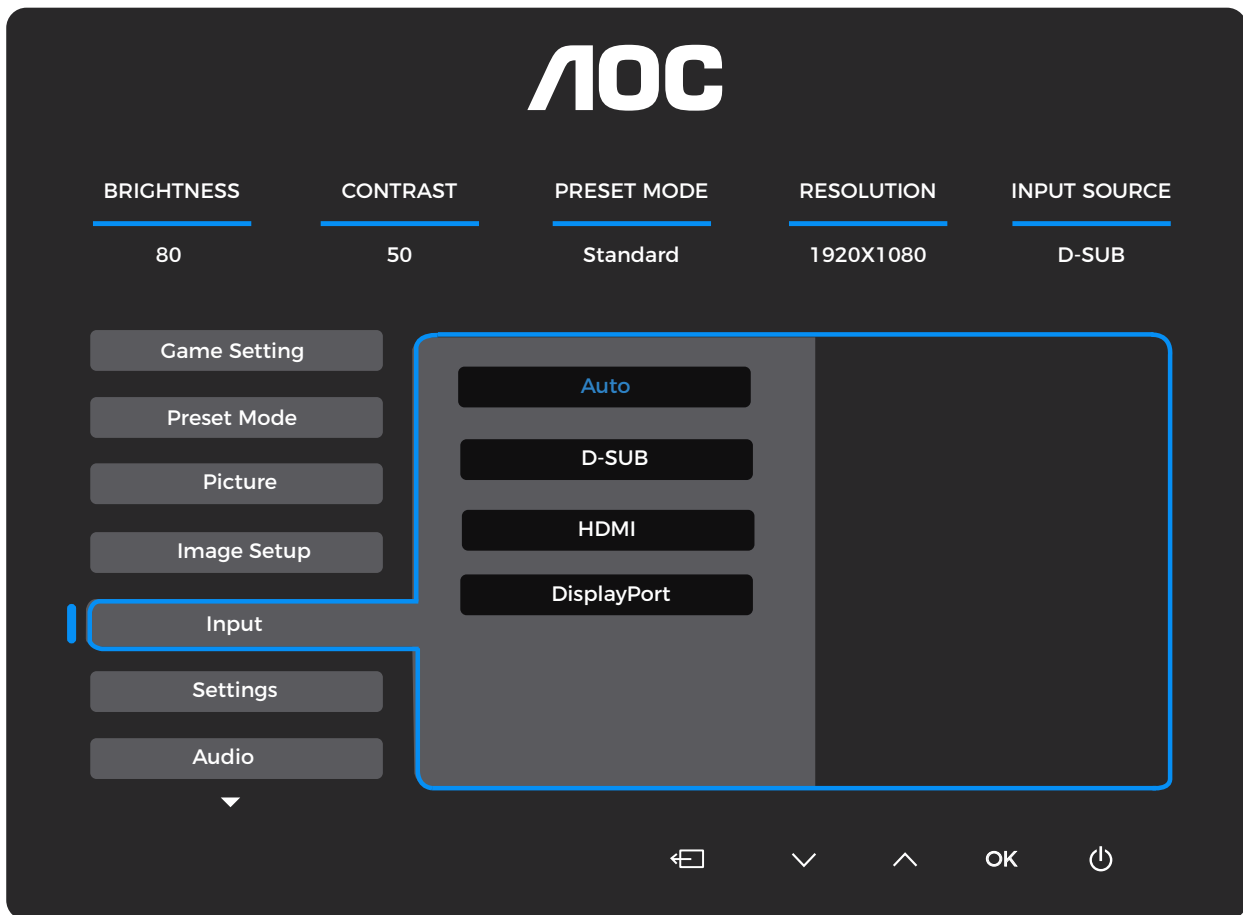 AOC
BRIGHTNESS CONTRAST PRESET MODE RESOLUTION INPUT SOURCE
80 50 Standard 1920X1080 D-SUB
Game Setting
Preset Mode
Picture
Image Setup
Input
Settings
Audio
Auto
D-SUB
HDMI
DisplayPort
OK